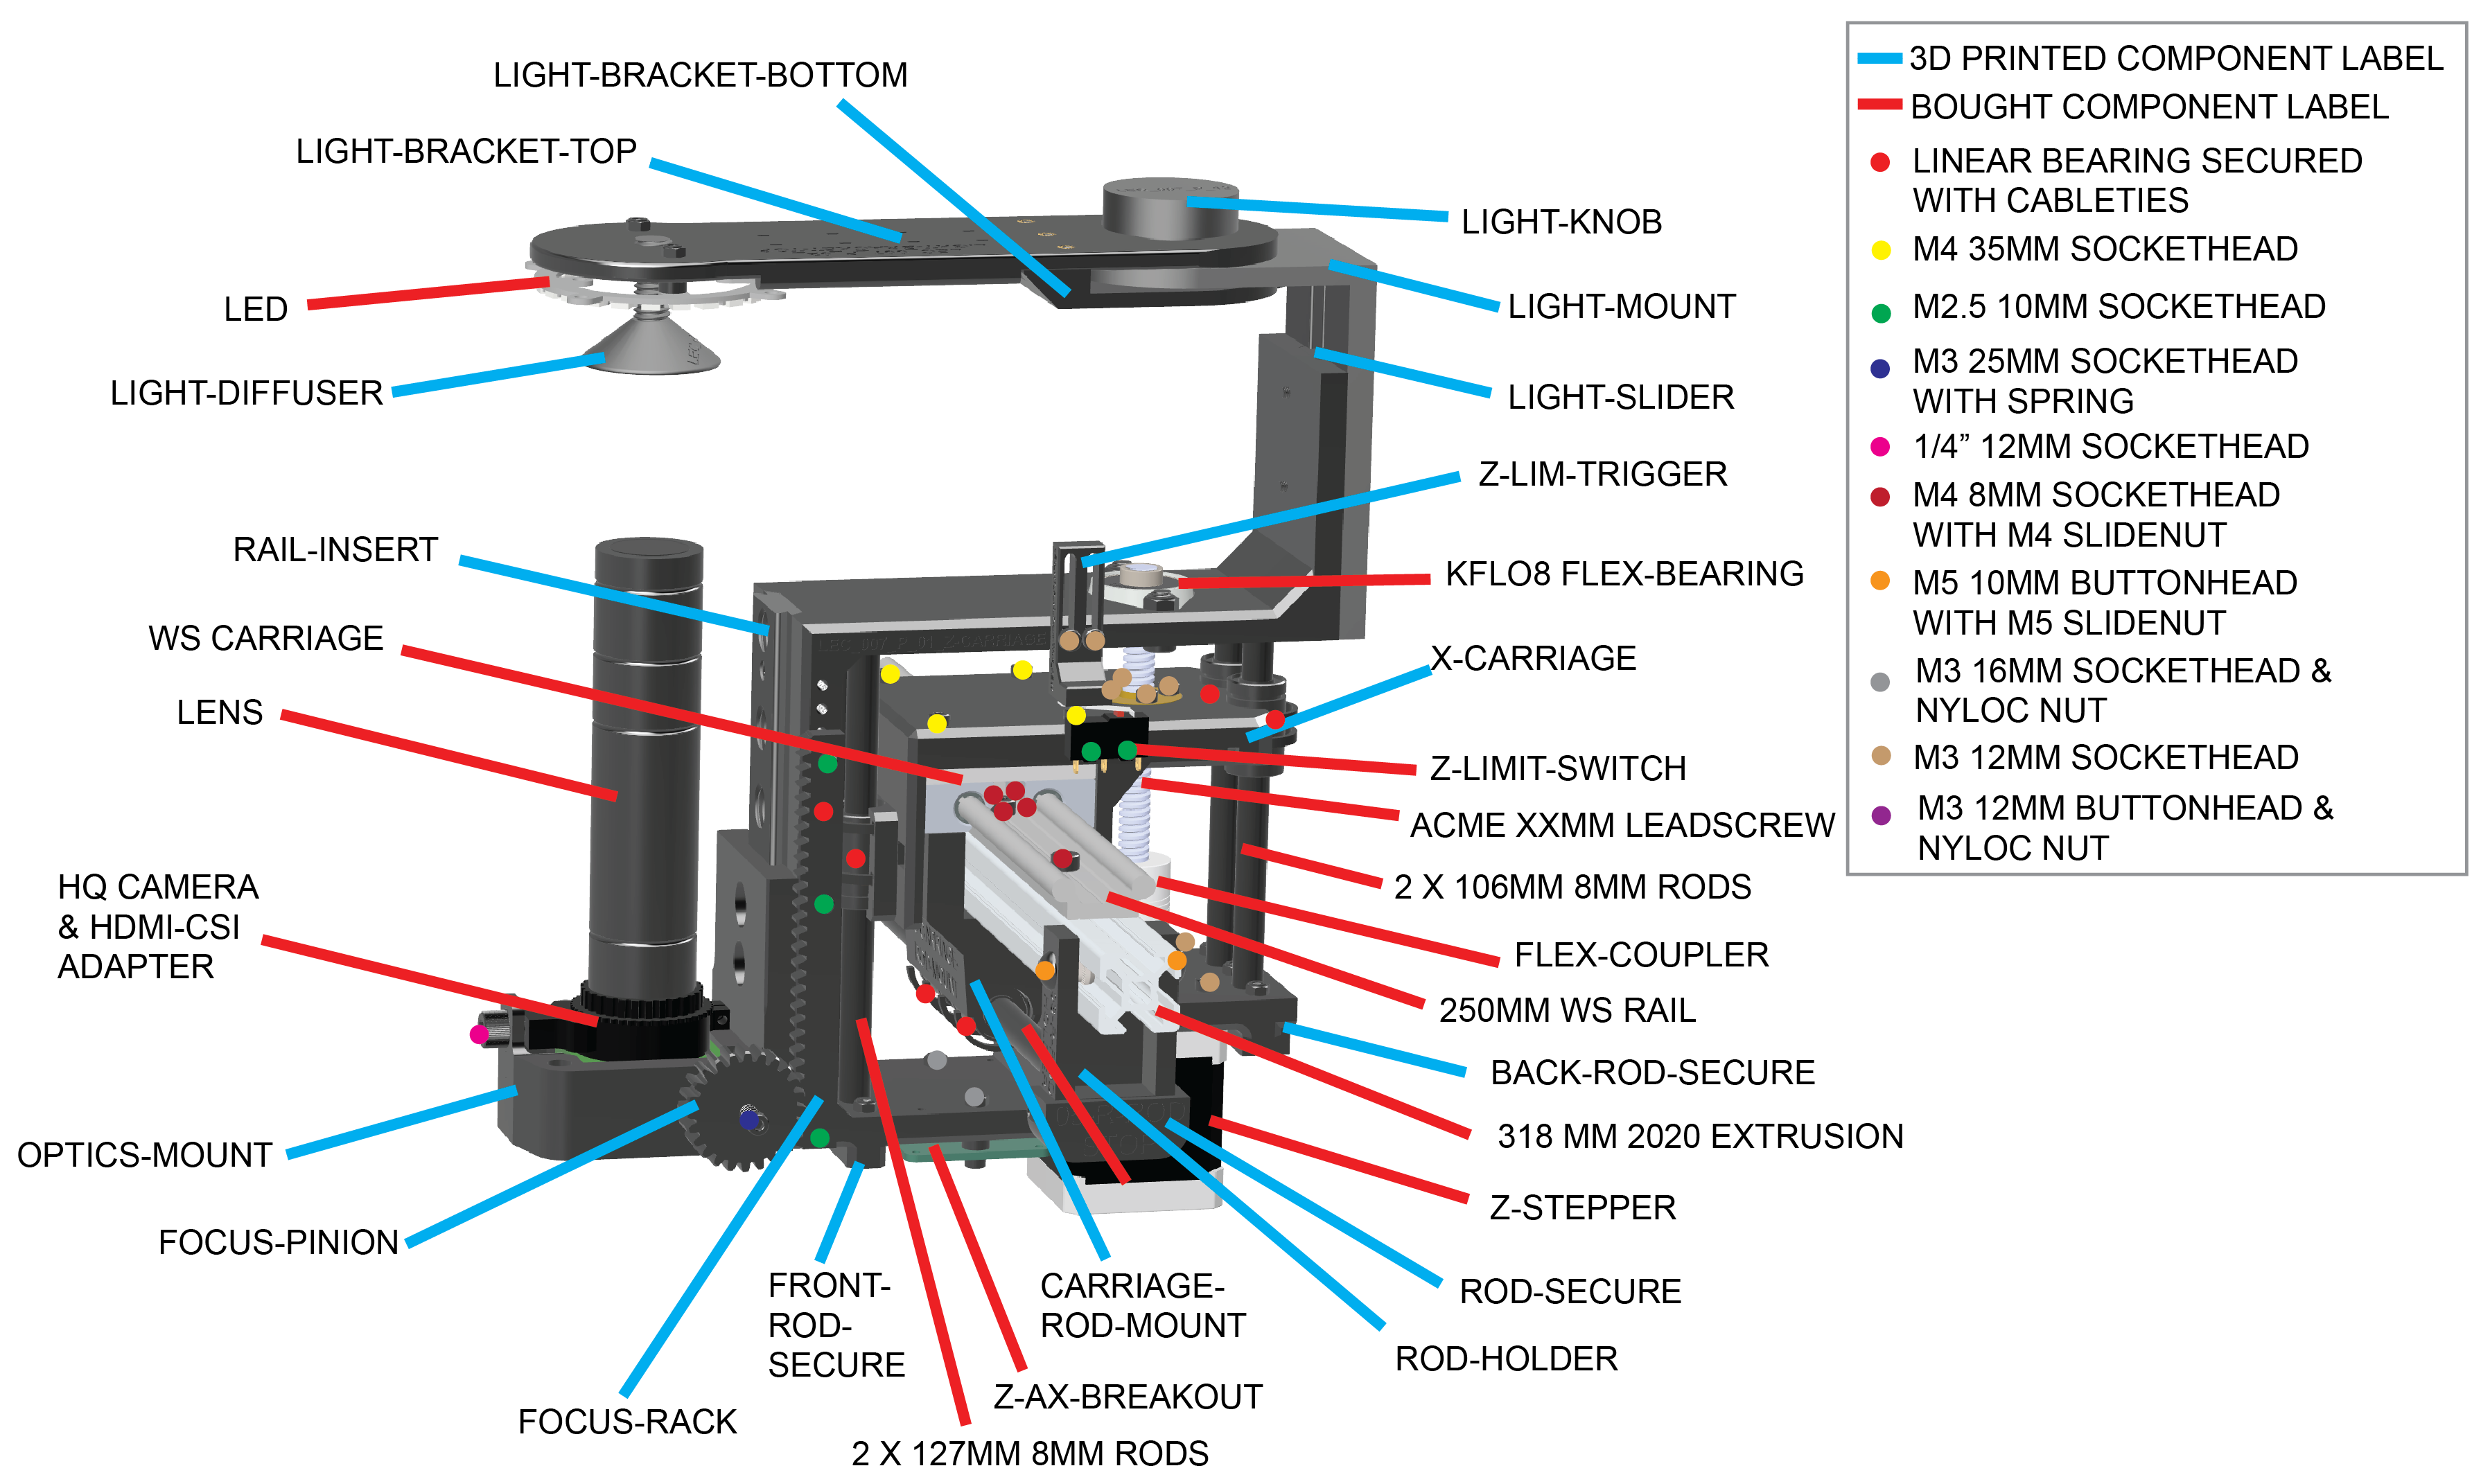 LIGHT-BRACKET-BOTTOM
LIGHT-BRACKET-TOP
LED
LIGHT-DIFFUSER
RAIL-INSERT
WS CARRIAGE
LENS
HQ CAMERA
& HDMI-CSI
ADAPTER
OPTICS-MOUNT
FOCUS-PINION
FOCUS-RACK
FRONT-
ROD-
SECURE
2 X 127MM 8MM RODS
Z-AX-BREAKOUT
CARRIAGE-
ROD-MOUNT
LIGHT-KNOB
LIGHT-MOUNT
LIGHT-SLIDER
Z-LIM-TRIGGER
KFLO8 FLEX-BEARING
X-CARRIAGE
Z-LIMIT-SWITCH
ACME XXMM LEADSCREW
2 X 106MM 8MM RODS
FLEX-COUPLER
250MM WS RAIL
BACK-ROD-SECURE
318 MM 2020 EXTRUSION
Z-STEPPER
ROD-SECURE
ROD-HOLDER
3D PRINTED COMPONENT LABEL
BOUGHT COMPONENT LABEL
LINEAR BEARING SECURED
WITH CABLETIES
M4 35MM SOCKETHEAD
M2.5 10MM SOCKETHEAD
M3 25MM SOCKETHEAD
WITH SPRING
1/4” 12MM SOCKETHEAD
M4 8MM SOCKETHEAD
WITH M4 SLIDENUT
M5 10MM BUTTONHEAD
WITH M5 SLIDENUT
M3 16MM SOCKETHEAD &
NYLOC NUT
M3 12MM SOCKETHEAD
M3 12MM BUTTONHEAD &
NYLOC NUT